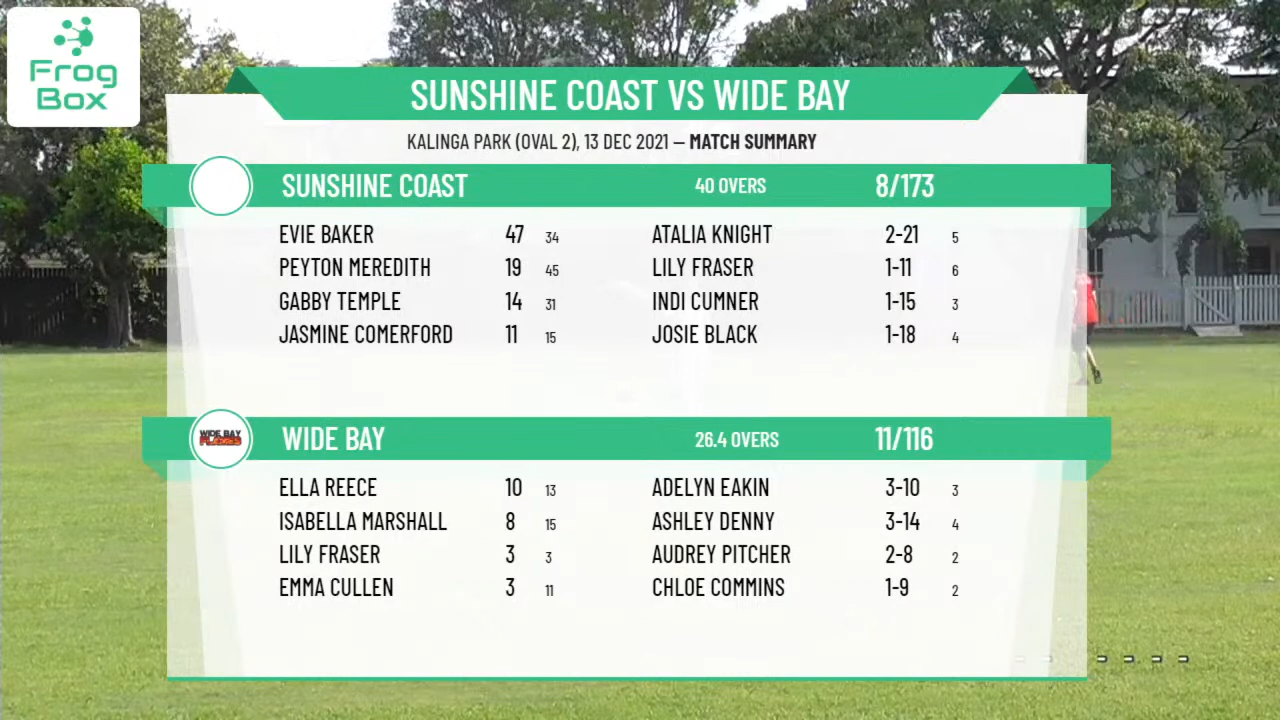 Frog
Box
SUNSHINE COAST VS WIDE BAY
KALINGA PARK (OVAL 2), 13 DEC 2021 – MATCH SUMMARY
SUNSHINE COAST 40 OVERS 8/173
EVIE BAKER 47 34 ATALIA KNIGHT 2-21 5
PEYTON MEREDITH 19 45 LILY FRASER 1-11 6
GABBY TEMPLE 14 31 INDI CUMNER 1-15 3
JASMINE COMERFORD 11 15 JOSIE BLACK 1-18 4
WIDE BAY
WIDE BAY 26.4 OVERS 11/116
ELLA REECE 10 13 ADELYN EAKIN 3-10 3
ISABELLA MARSHALL 8 15 ASHLEY DENNY 3-14 4
LILY FRASER 3 3 AUDREY PITCHER 2-8 2
EMMA CULLEN 3 11 CHLOE COMMINS 1-9 2